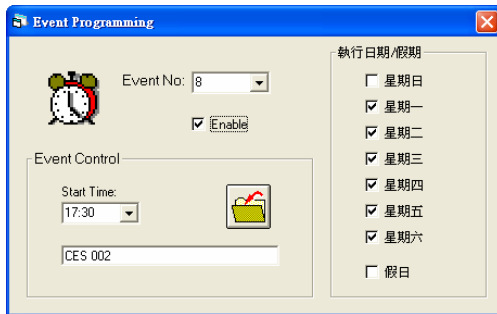 Event Programming
Event No: 8
Enable
Event Control
Start Time:
17:30
CES 002
執行日期/假期
星期日
星期一
星期二
星期三
星期四
星期五
星期六
假日